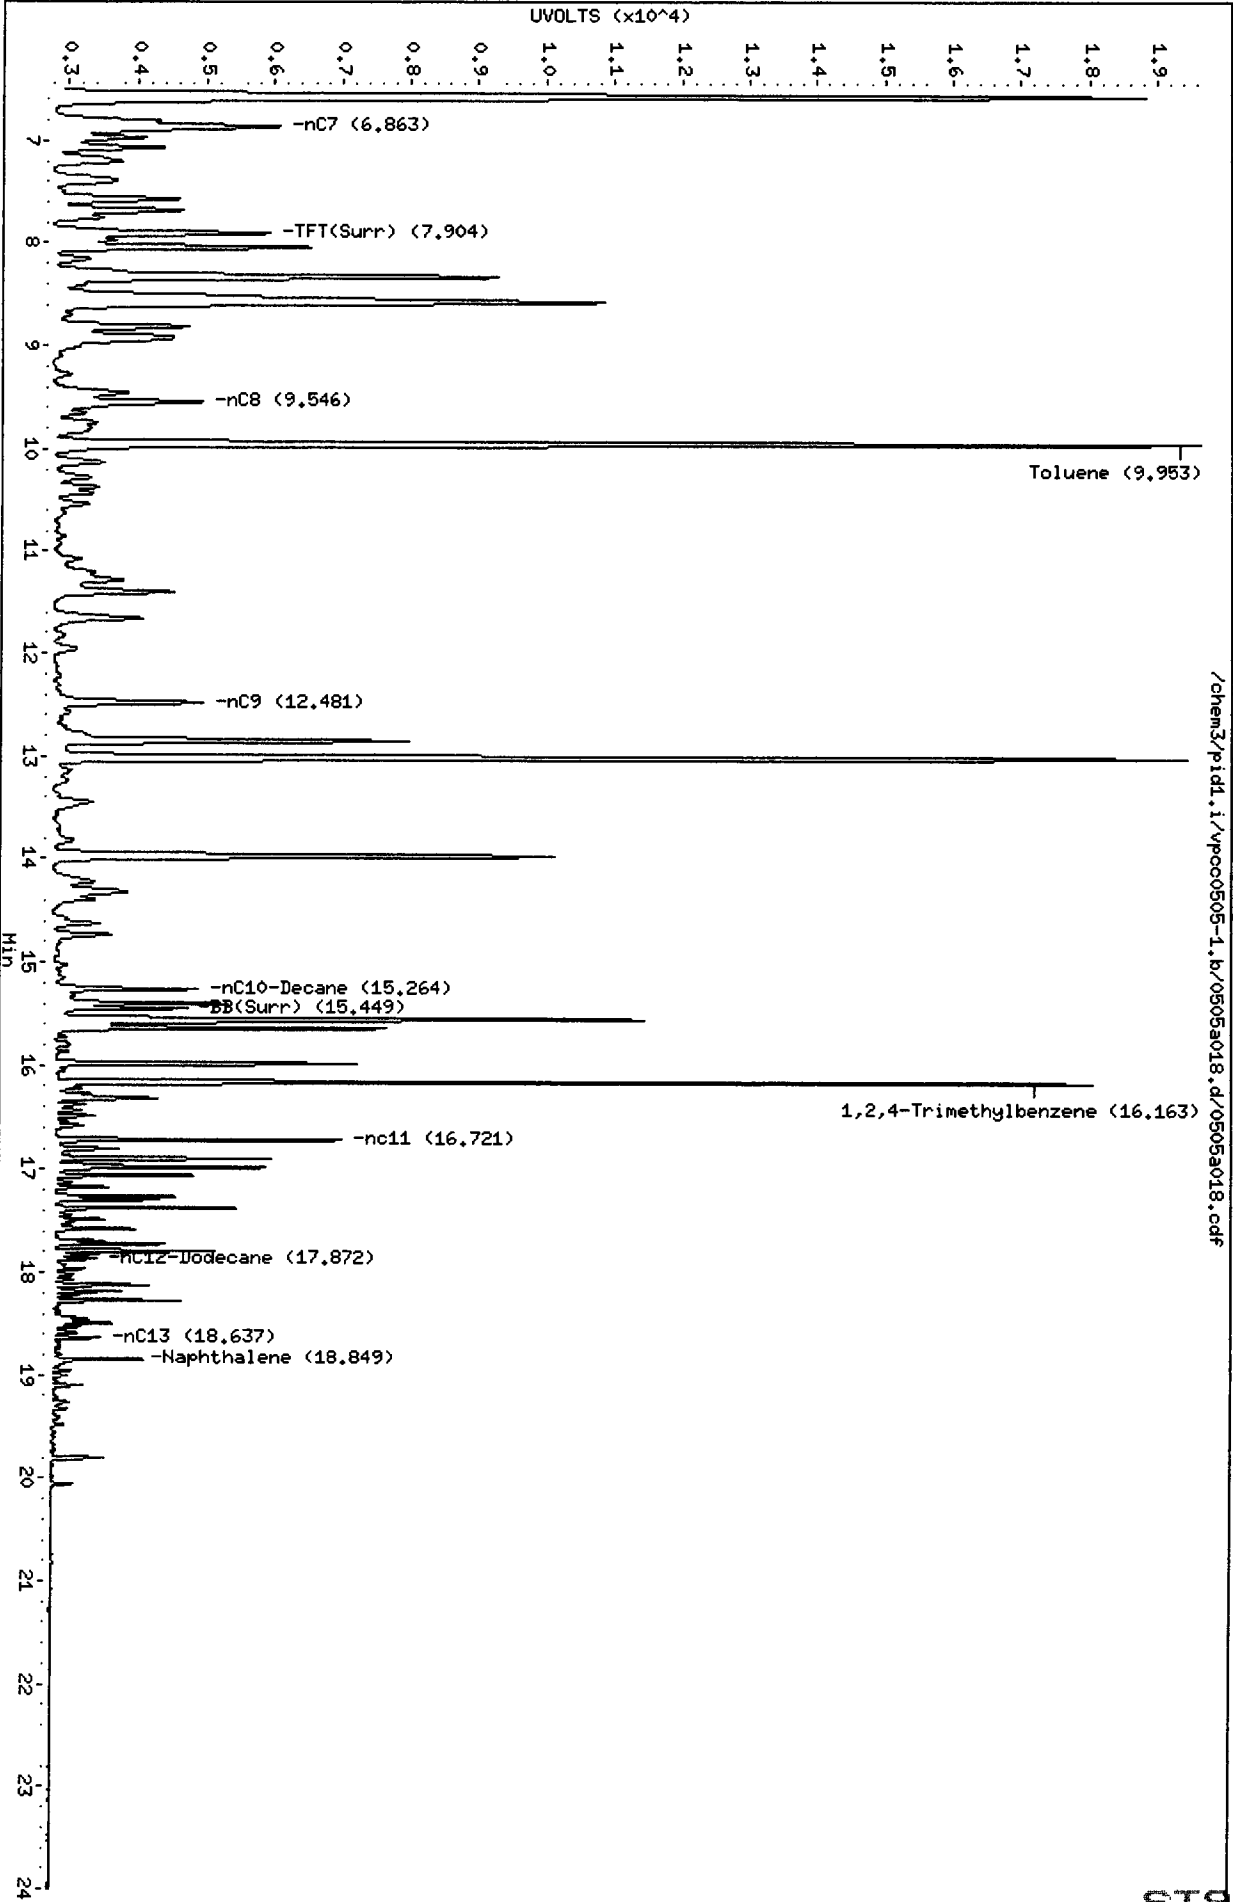 UVOLTS (x10^4)
0.3
0.4
0.5
0.6
0.7
0.8
0.9
1.0
1.1
1.2
1.3
1.4
1.5
1.6
1.7
1.8
1.9
/chem3/pid1.i/vpcc0505-1.b/0505a018.d/0505a018.cdf
-nC7 (6.863)
-TFT(Surr) (7.904)
-nC8 (9.546)
Toluene (9.953)
-nC9 (12.481)
-nC10-Decane (15.264)
BB(Surr) (15.449)
1,2,4-Trimethylbenzene (16.163)
-nc11 (16.721)
-nC12-Dodecane (17.872)
-nC13 (18.637)
-Naphthalene (18.849)
7
8
9
10
11
12
13
14
15
16
17
18
19
20
21
22
23
24
Min